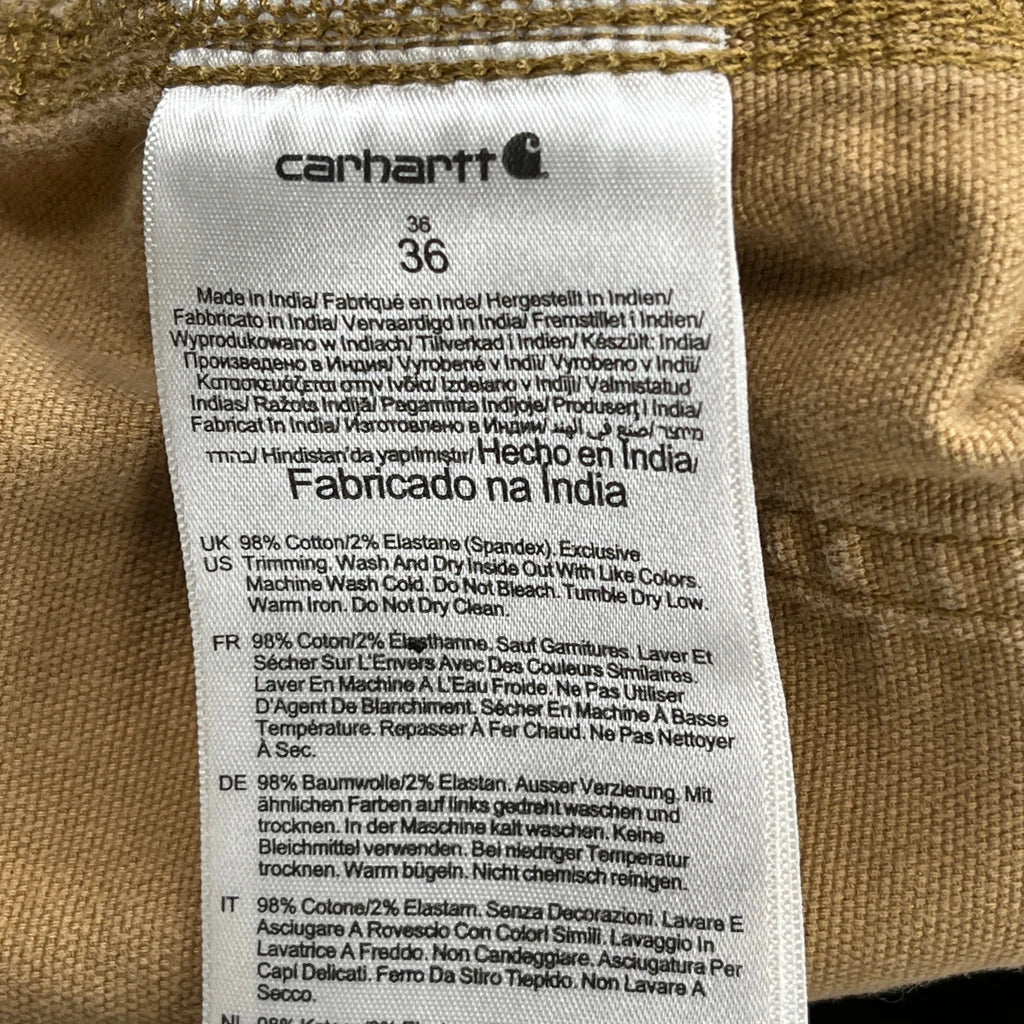 carhartt
36
36
Made in India/ Fabriqué en Inde/ Hergestellt in Indien/
Fabbricato in India/ Vervaardigd in India/ Fremstillet i Indien/
Wyprodukowano w Indiach/ Tillverkad i Indien/ Készült: India/
Произведено в Индия/ Vyrobené v Indii/ Vyrobeno v Indii/
Κατασκευάζεται στην Ινδία/ Izdelano v Indiji/ Valmistatud
Indias/ Ražots Indijā/ Pagaminta Indijoje/ Produsert i India/
Fabricat în India/ Изготовлено в Индии/ صنع في الهند/ מיוצר
בהודו/ Hindistan'da yapılmıştır/ Hecho en India/
Fabricado na India
UK 98% Cotton/2% Elastane (Spandex). Exclusive
US Trimming. Wash And Dry Inside Out With Like Colors.
Machine Wash Cold. Do Not Bleach. Tumble Dry Low.
Warm Iron. Do Not Dry Clean.
FR 98% Coton/2% Élasthanne. Sauf Garnitures. Laver Et
Sécher Sur L'Envers Avec Des Couleurs Similaires.
Laver En Machine À L'Eau Froide. Ne Pas Utiliser
D'Agent De Blanchiment. Sécher En Machine À Basse
Température. Repasser À Fer Chaud. Ne Pas Nettoyer
À Sec.
DE 98% Baumwolle/2% Elastan. Ausser Verzierung. Mit
ähnlichen Farben auf links gedreht waschen und
trocknen. In der Maschine kalt waschen. Keine
Bleichmittel verwenden. Bei niedriger Temperatur
trocknen. Warm bügeln. Nicht chemisch reinigen.
IT 98% Cotone/2% Elastam. Senza Decorazioni. Lavare E
Asciugare A Rovescio Con Colori Simili. Lavaggio In
Lavatrice A Freddo. Non Candeggiare. Asciugatura Per
Capi Delicati. Ferro Da Stiro Tiepido. Non Lavare A
Secco.